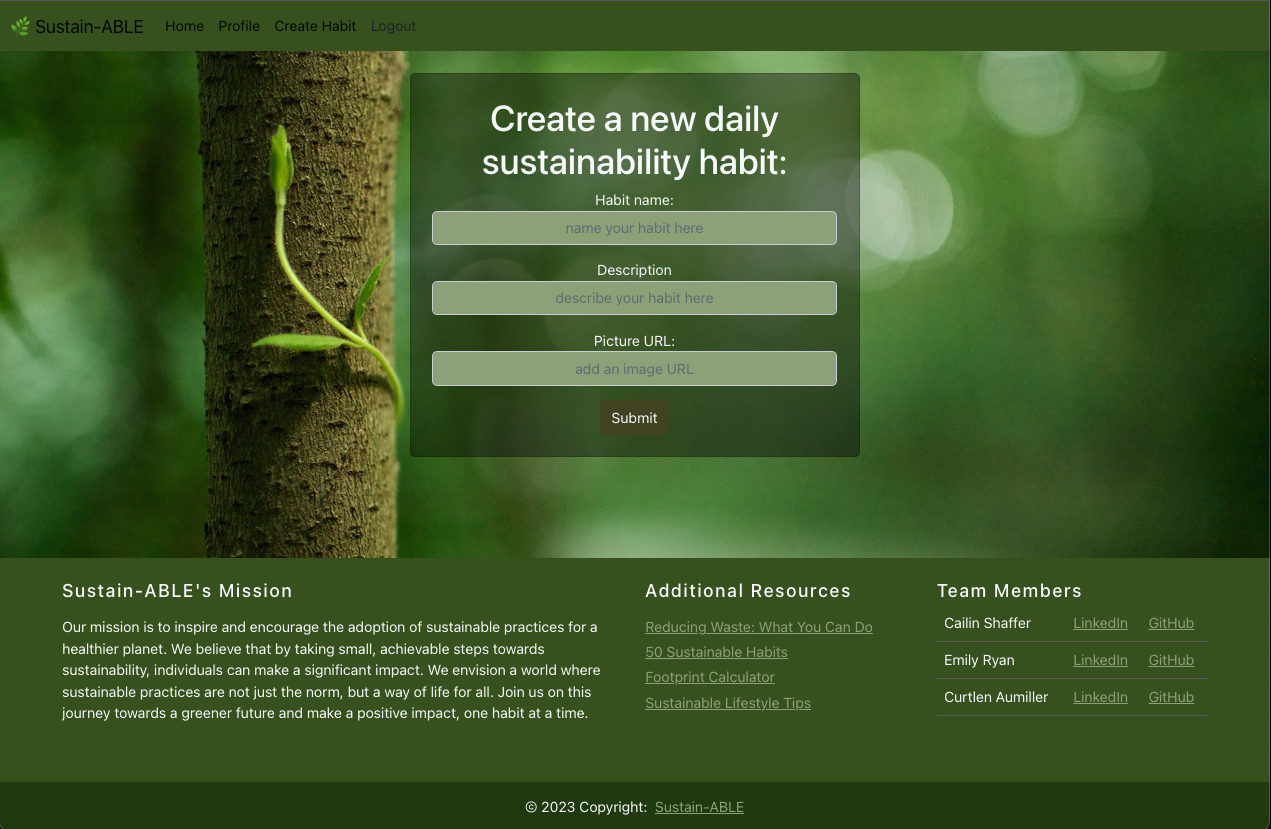 Sustain-ABLE Home Profile Create Habit Logout
Create a new daily
sustainability habit:
Habit name:
name your habit here
Description
describe your habit here
Picture URL:
add an image URL
Submit
Sustain-ABLE's Mission
Our mission is to inspire and encourage the adoption of sustainable practices for a
healthier planet. We believe that by taking small, achievable steps towards
sustainability, individuals can make a significant impact. We envision a world where
sustainable practices are not just the norm, but a way of life for all. Join us on this
journey towards a greener future and make a positive impact, one habit at a time.
Additional Resources
Reducing Waste: What You Can Do
50 Sustainable Habits
Footprint Calculator
Sustainable Lifestyle Tips
Team Members
Cailin Shaffer LinkedIn GitHub
Emily Ryan LinkedIn GitHub
Curtlen Aumiller LinkedIn GitHub
© 2023 Copyright: Sustain-ABLE